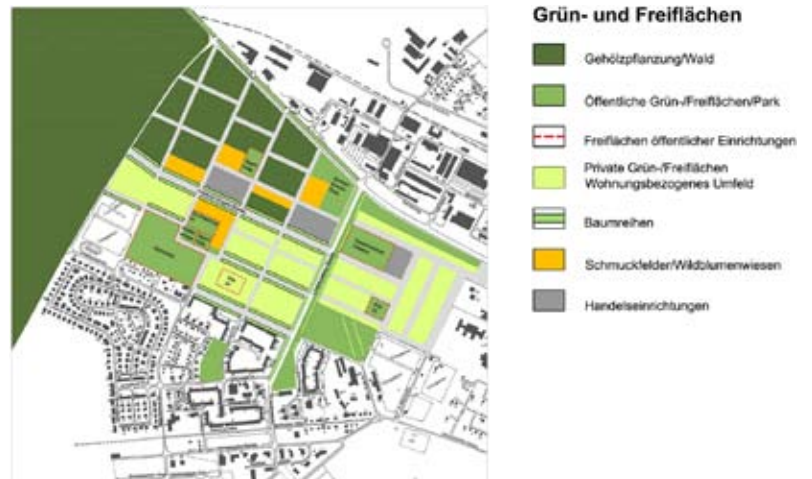 Grün- und Freiflächen
Gehölzpflanzung/Wald
Öffentliche Grün-/Freiflächen/Park
Freiflächen öffentlicher Einrichtungen
Private Grün-/Freiflächen
Wohnungsbezogenes Umfeld
Baumreihen
Schmuckfelder/Wildblumenwiesen
Handelseinrichtungen